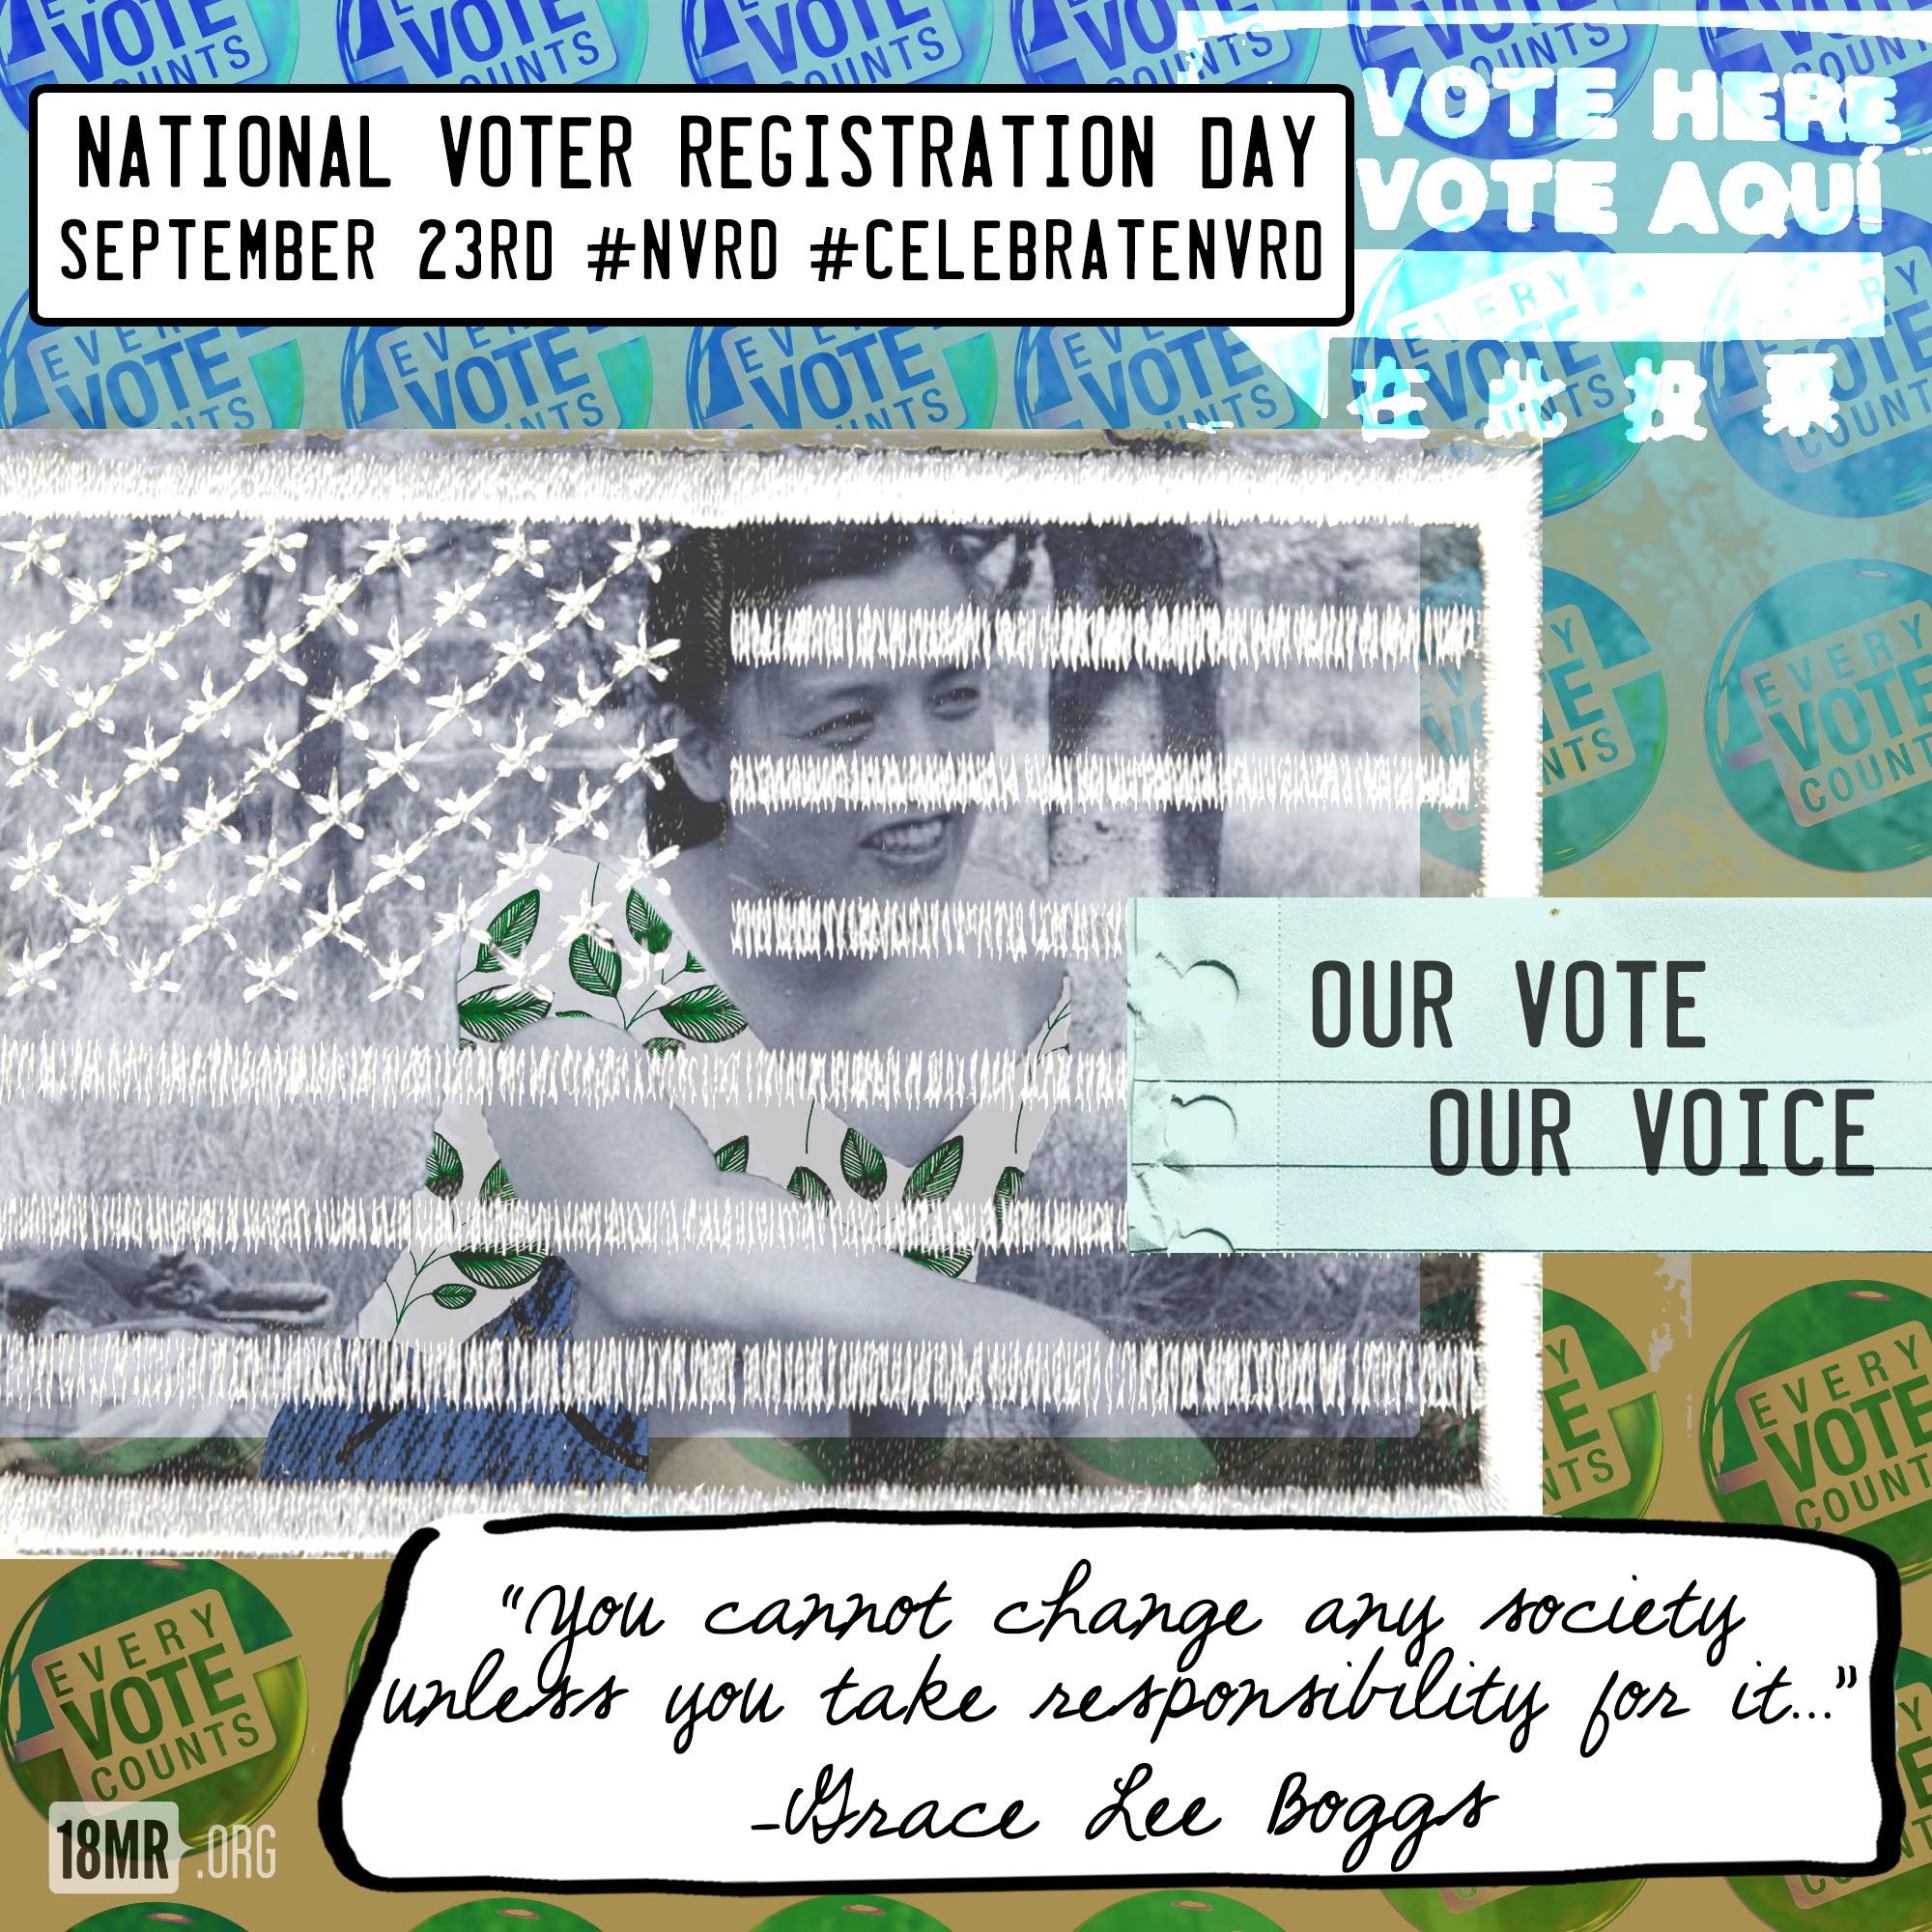 NATIONAL VOTER REGISTRATION DAY
SEPTEMBER 23RD #NVRD #CELEBRATENVRD
VOTE HERE
VOTE AQUÍ
在此投票
OUR VOTE
OUR VOICE
EVERY
VOTE
COUNTS
"You cannot change any society
unless you take responsibility for it..."
-Grace Lee Boggs
18MR.ORG